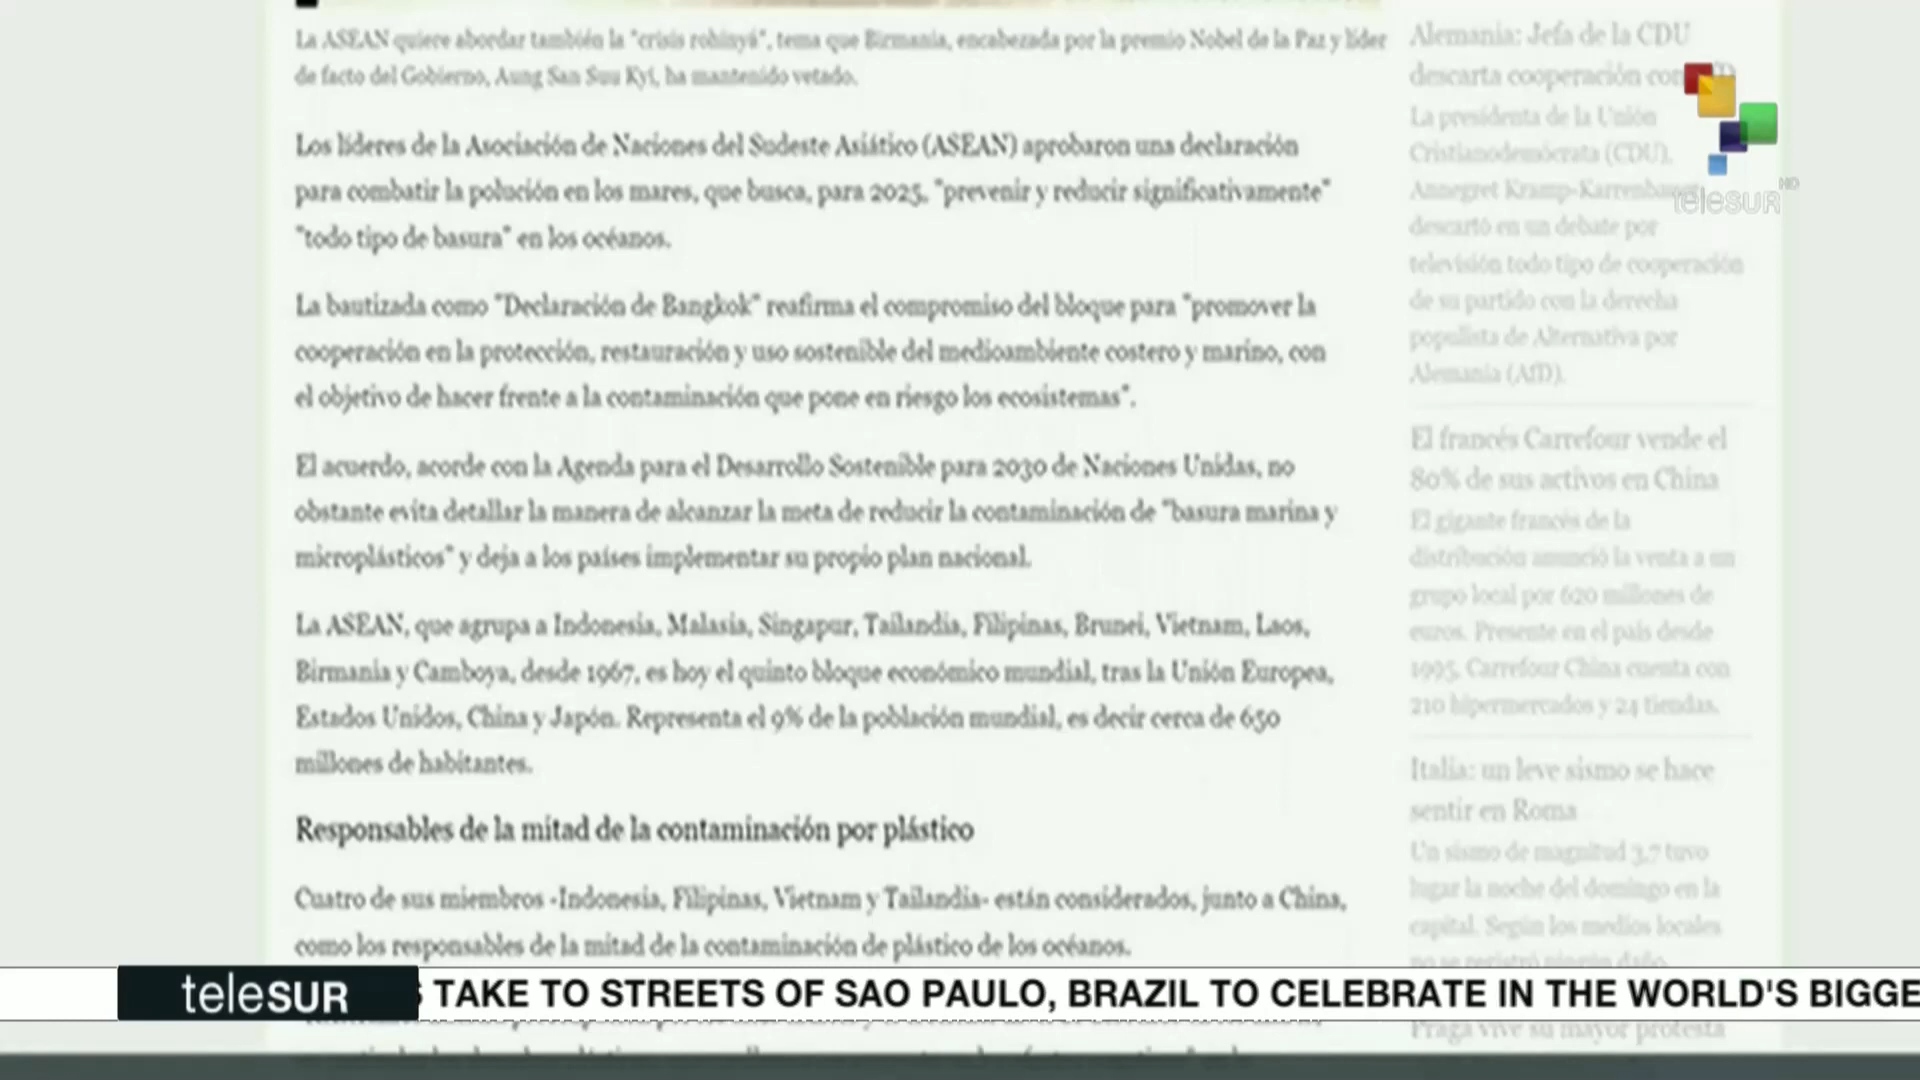 La ASEAN quiere abordar también la "crisis rohinyá", tema que Birmania, encabezada por la premio Nobel de la Paz y líder
de facto del Gobierno, Aung San Suu Kyi, ha mantenido vetado.
Los líderes de la Asociación de Naciones del Sudeste Asiático (ASEAN) aprobaron una declaración
para combatir la polución en los mares, que busca, para 2025, "prevenir y reducir significativamente"
"todo tipo de basura" en los océanos.
La bautizada como "Declaración de Bangkok" reafirma el compromiso del bloque para "promover la
cooperación en la protección, restauración y uso sostenible del medioambiente costero y marino, con
el objetivo de hacer frente a la contaminación que pone en riesgo los ecosistemas".
El acuerdo, acorde con la Agenda para el Desarrollo Sostenible para 2030 de Naciones Unidas, no
obstante evita detallar la manera de alcanzar la meta de reducir la contaminación de "basura marina y
microplásticos" y deja a los países implementar su propio plan nacional.
La ASEAN, que agrupa a Indonesia, Malasia, Singapur, Tailandia, Filipinas, Brunei, Vietnam, Laos,
Birmania y Camboya, desde 1967, es hoy el quinto bloque económico mundial, tras la Unión Europea,
Estados Unidos, China y Japón. Representa el 9% de la población mundial, es decir cerca de 650
millones de habitantes.
Responsables de la mitad de la contaminación por plástico
Cuatro de sus miembros -Indonesia, Filipinas, Vietnam y Tailandia- están considerados, junto a China,
como los responsables de la mitad de la contaminación de plástico de los océanos.
Alemania: Jefa de la CDU
descarta cooperación con
La presidenta de la Unión
Cristianodemócrata (CDU),
Annegret Kramp-Karrenbauer
descartó en un debate por
televisión todo tipo de cooperación
de su partido con la derecha
populista de Alternativa por
Alemania (AfD).
El francés Carrefour vende el
80% de sus activos en China
El gigante francés de la
distribución anunció la venta a un
grupo local por 620 millones de
euros. Presente en el país desde
1995, Carrefour China cuenta con
210 hipermercados y 24 tiendas.
Italia: un leve sismo se hace
sentir en Roma
Un sismo de magnitud 3,7 tuvo
lugar la noche del domingo en la
capital. Según los medios locales
no se registró ningún daño.
Praga vive su mayor protesta
teleSUR HD
teleSUR
S TAKE TO STREETS OF SAO PAULO, BRAZIL TO CELEBRATE IN THE WORLD'S BIGGE